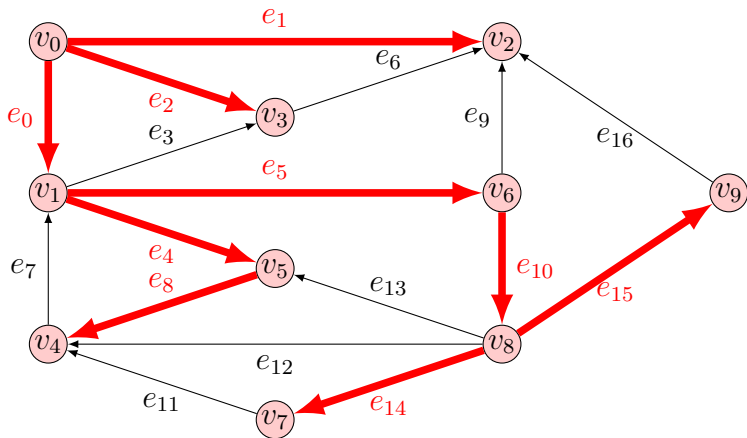 e₁
v₀
v₂
e₆
e₂
e₀
v₃
e₃
e₉
e₁₆
e₅
v₁
v₆
v₉
e₄
e₇
e₈
v₅
e₁₀
e₁₃
e₁₅
v₄
v₈
e₁₂
e₁₁
e₁₄
v₇